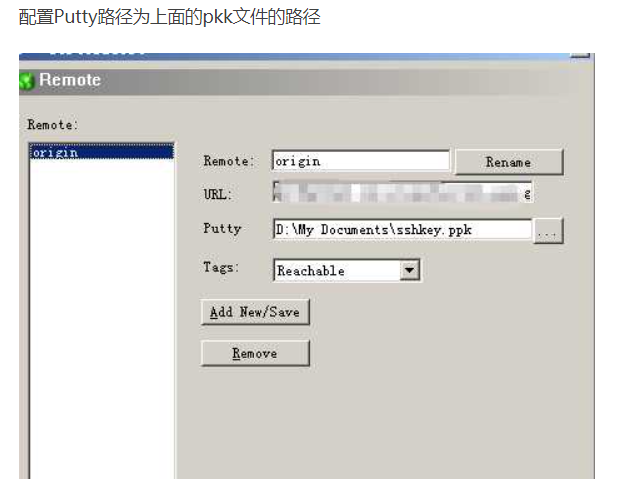 配置Putty路径为上面的pkk文件的路径
Remote
Remote:
origin
Remote: origin Rename
URL:
Putty D:\My Documents\sshkey.ppk ...
Tags: Reachable
Add New/Save
Remove